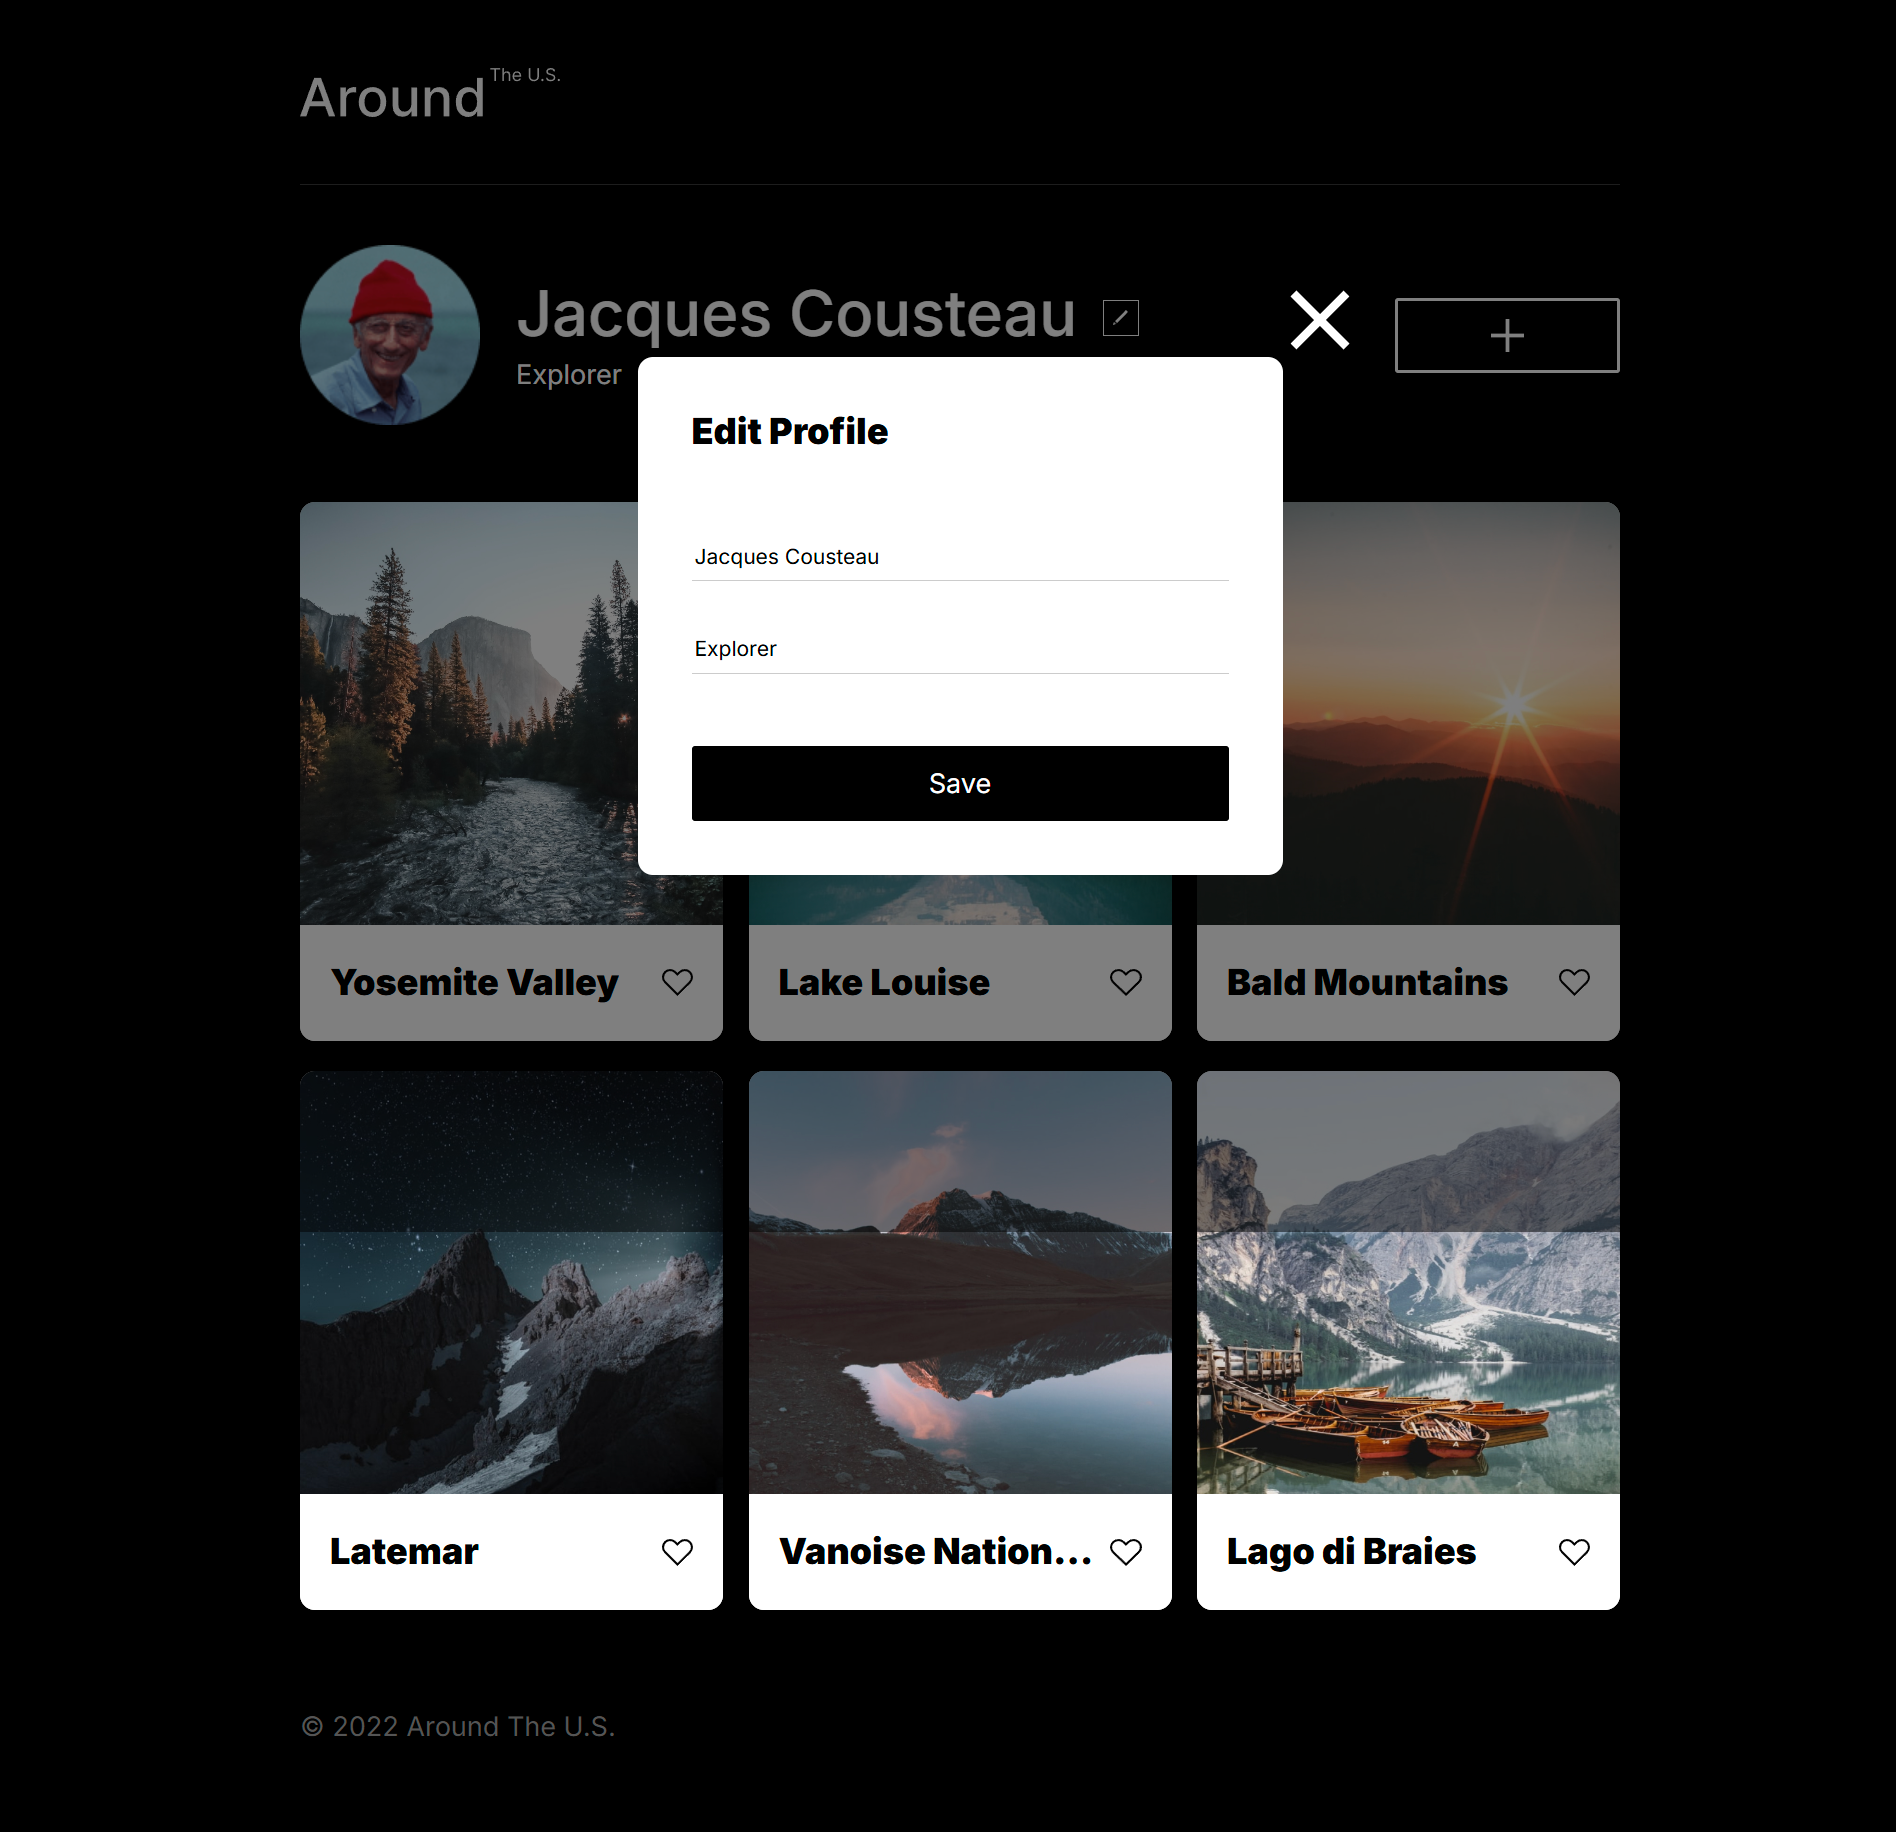 Around The U.S.
Jacques Cousteau
Explorer
Edit Profile
Jacques Cousteau
Explorer
Save
Yosemite Valley
Lake Louise
Bald Mountains
Latemar
Vanoise Nation...
Lago di Braies
© 2022 Around The U.S.